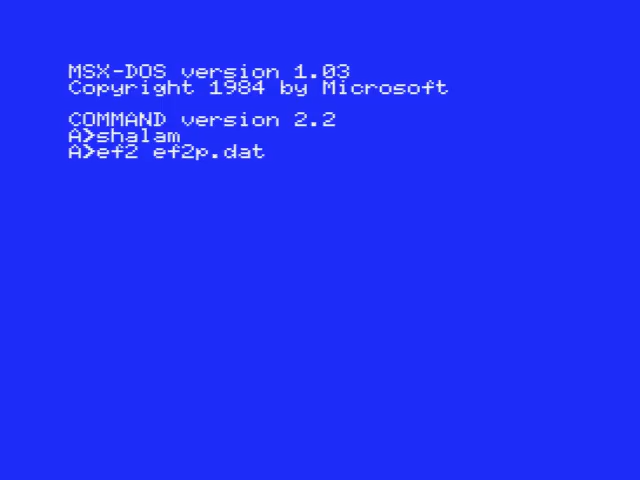 MSX-DOS version 1.03
Copyright 1984 by Microsoft
COMMAND version 2.2
A>shalam
A>ef2 ef2p.dat